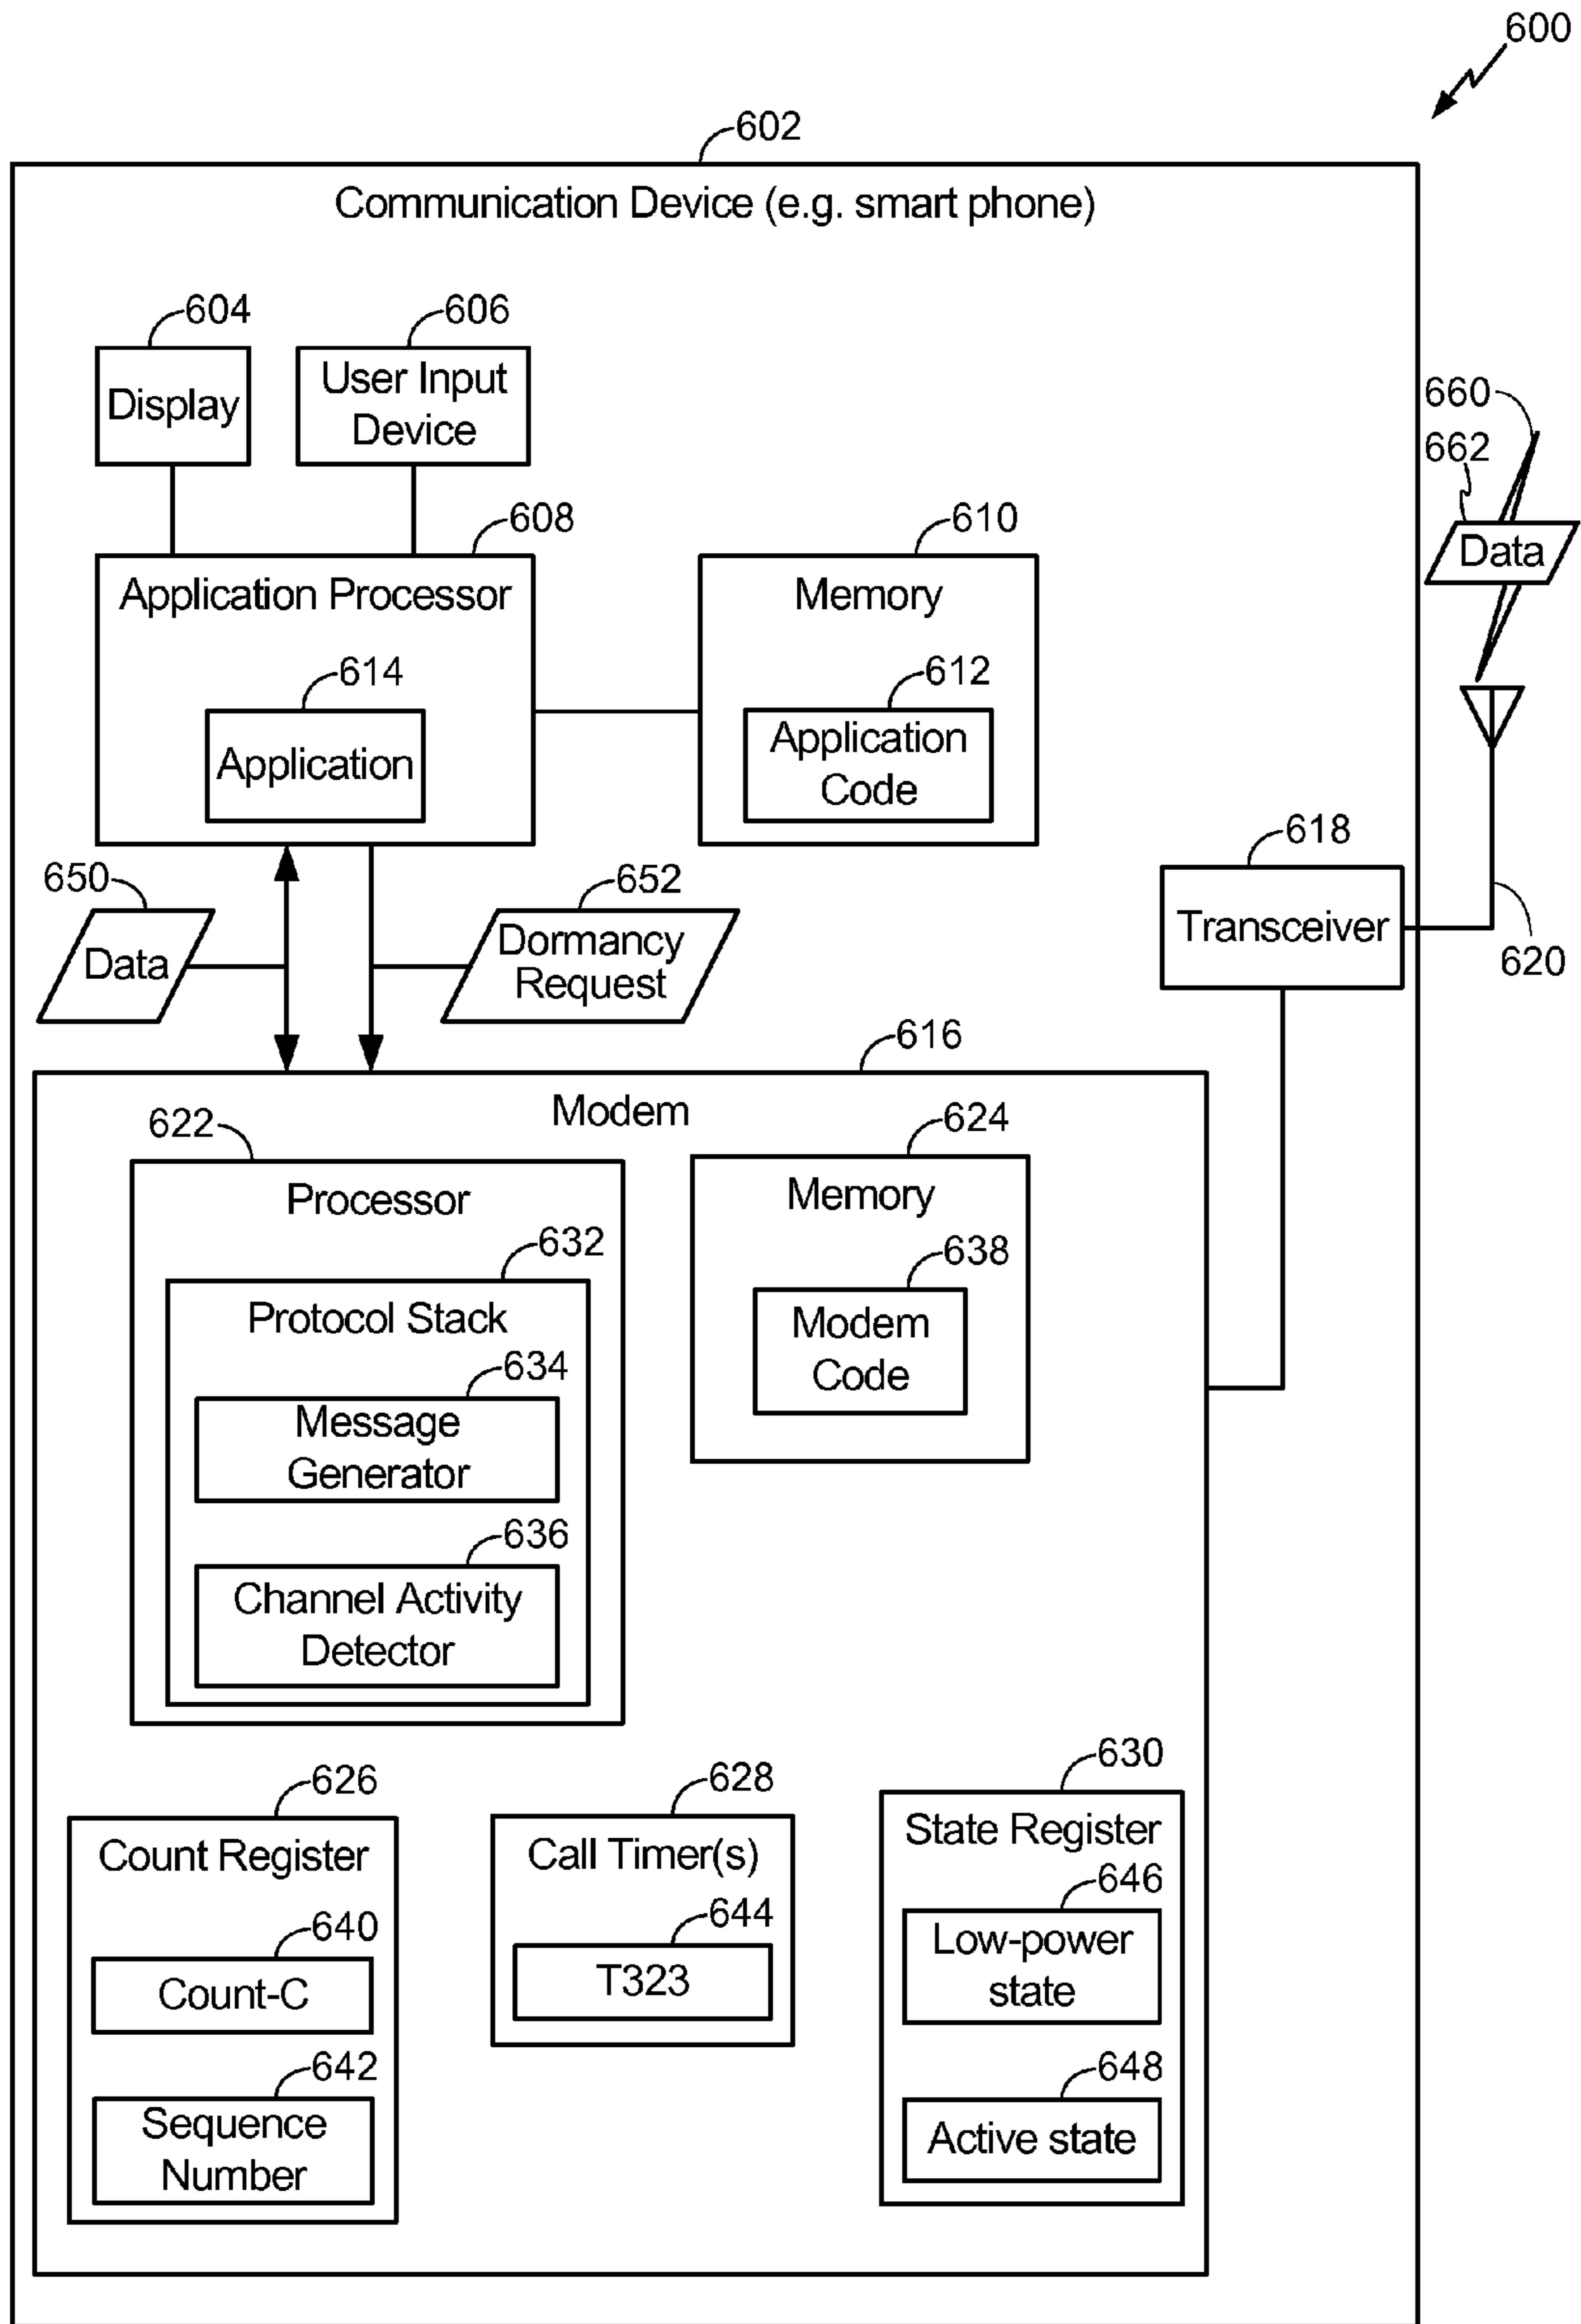 600
602
Communication Device (e.g. smart phone)
604
606
Display
User Input
Device
660
662
Data
608
610
Application Processor
Memory
614
612
Application
Application
Code
618
Transceiver
620
650
652
Data
Dormancy
Request
616
Modem
622
624
Processor
Memory
632
638
Protocol Stack
Modem
Code
634
Message
Generator
636
Channel Activity
Detector
626
628
630
Count Register
Call Timer(s)
State Register
640
644
646
Count-C
T323
Low-power
state
642
648
Sequence
Number
Active state